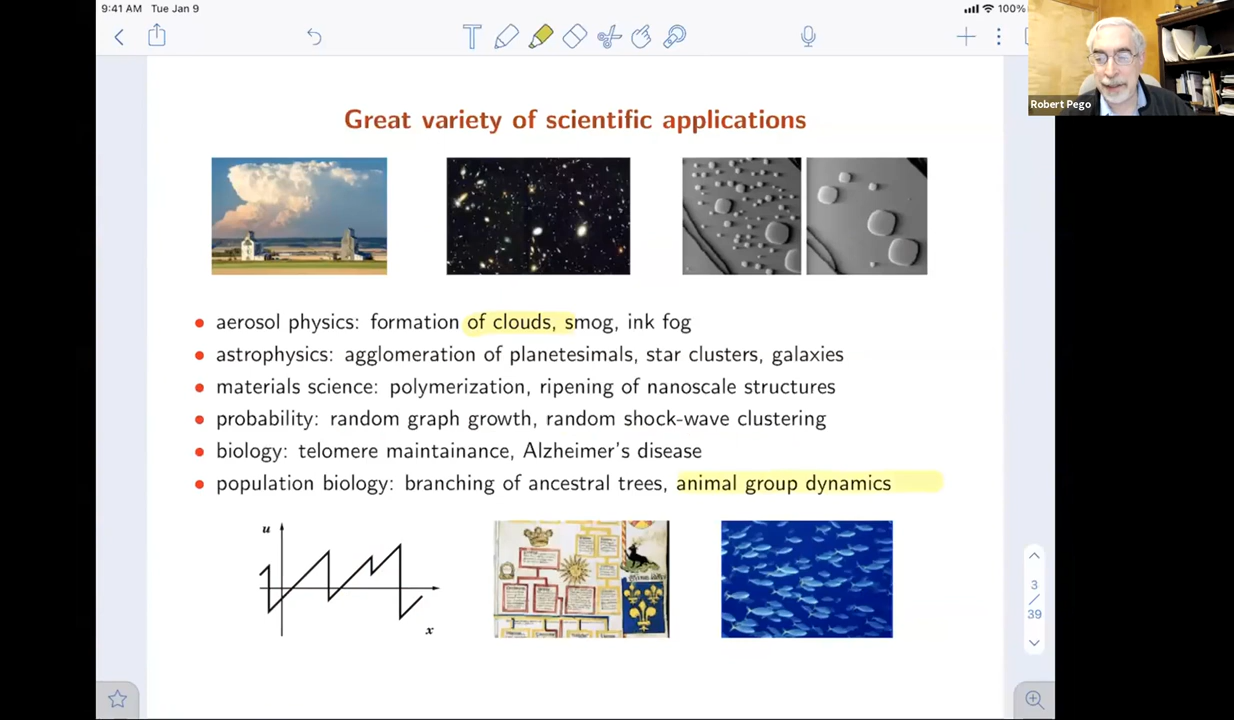 9:41 AM Tue Jan 9
100%
Robert Pego
Great variety of scientific applications
aerosol physics: formation of clouds, smog, ink fog
astrophysics: agglomeration of planetesimals, star clusters, galaxies
materials science: polymerization, ripening of nanoscale structures
probability: random graph growth, random shock-wave clustering
biology: telomere maintainance, Alzheimer's disease
population biology: branching of ancestral trees, animal group dynamics
u
x
3
/
39